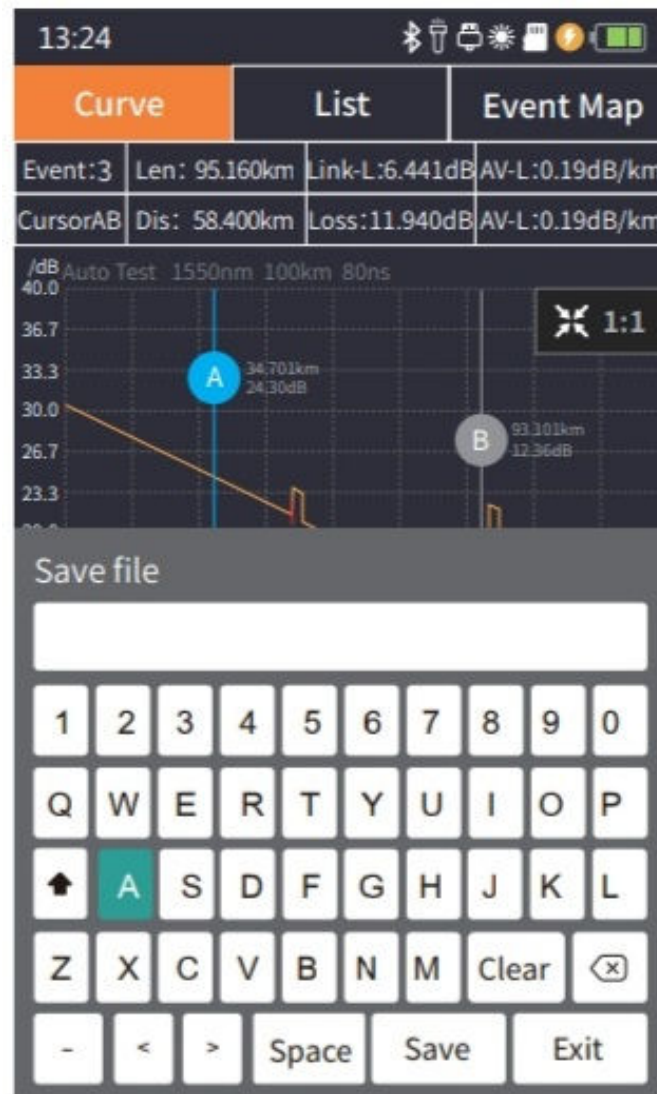 13:24
Curve List Event Map
Event:3 Len: 95.160km Link-L:6.441dB AV-L:0.19dB/km
CursorAB Dis: 58.400km Loss:11.940dB AV-L:0.19dB/km
/dB Auto Test 1550nm 100km 80ns
40.0
1:1
36.7
33.3
A 34.701km
24.30dB
30.0
B 93.101km
12.36dB
26.7
23.3
Save file
1 2 3 4 5 6 7 8 9 0
Q W E R T Y U I O P
A S D F G H J K L
Z X C V B N M Clear
- < > Space Save Exit